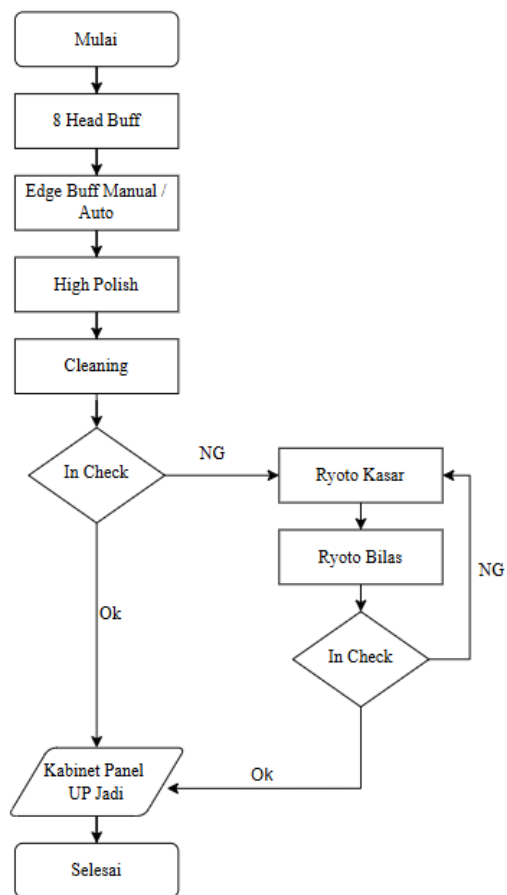 Mulai
8 Head Buff
Edge Buff Manual /
Auto
High Polish
Cleaning
In Check
NG
Ryoto Kasar
Ryoto Bilas
NG
In Check
Ok
Ok
Kabinet Panel
UP Jadi
Selesai